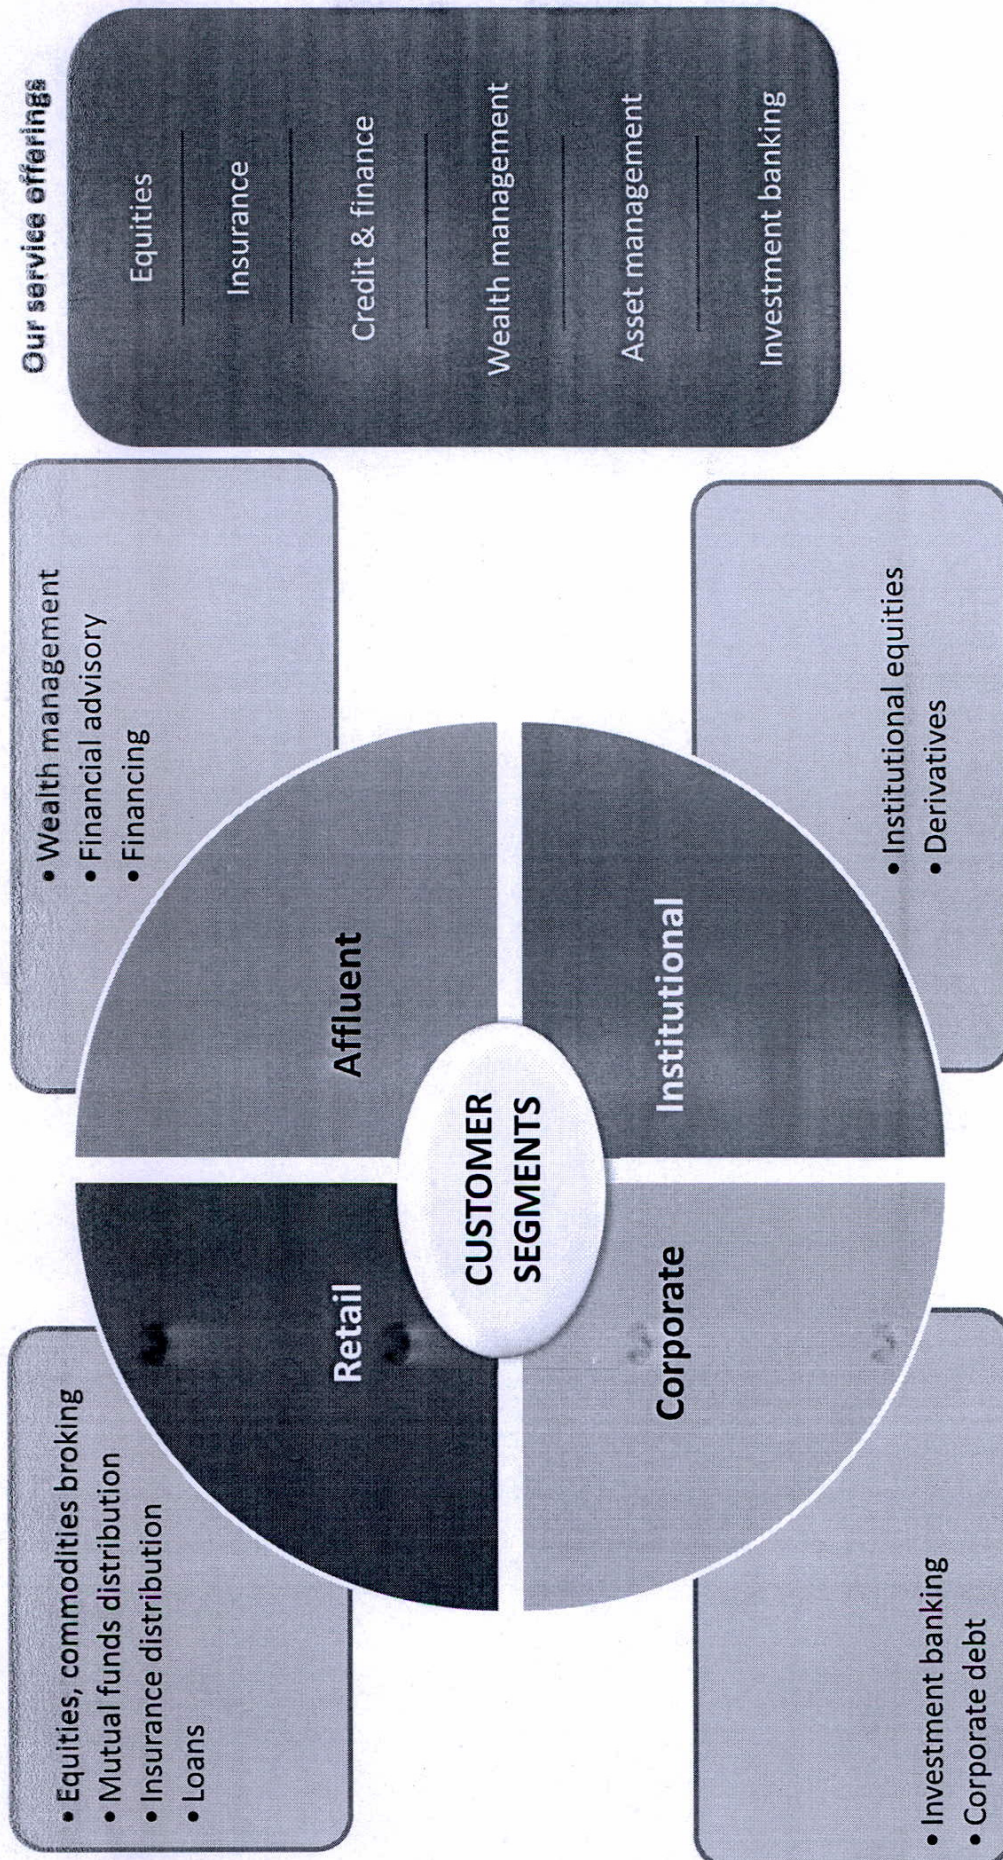 • Equities, commodities broking
• Mutual funds distribution
• Insurance distribution
• Loans
• Wealth management
• Financial advisory
• Financing
Retail
Affluent
CUSTOMER
SEGMENTS
Corporate
Institutional
• Investment banking
• Corporate debt
• Institutional equities
• Derivatives
Our service offerings
Equities
Insurance
Credit & finance
Wealth management
Asset management
Investment banking